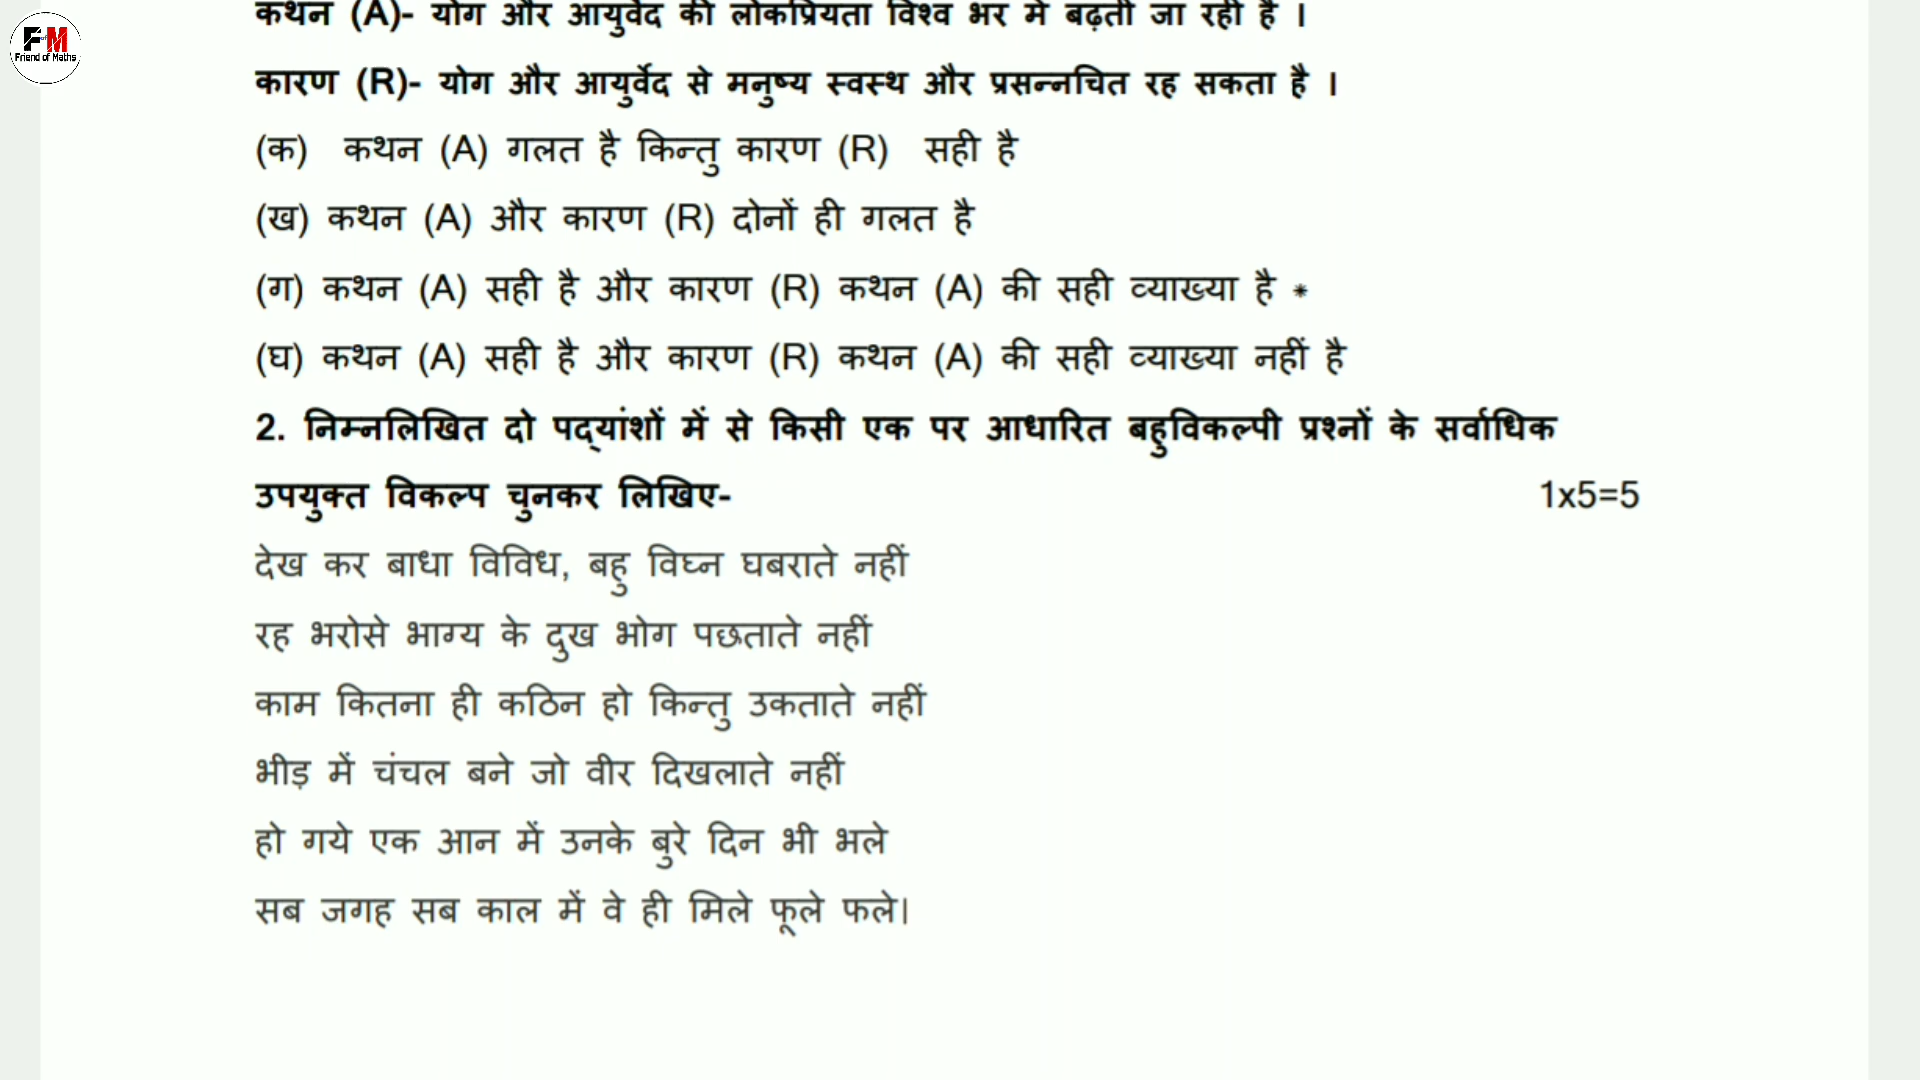 कथन (A)- योग और आयुर्वेद की लोकप्रियता विश्व भर में बढ़ती जा रही है ।
FM
Friend of Maths
कारण (R)- योग और आयुर्वेद से मनुष्य स्वस्थ और प्रसन्नचित रह सकता है ।
(क) कथन (A) गलत है किन्तु कारण (R) सही है
(ख) कथन (A) और कारण (R) दोनों ही गलत है
(ग) कथन (A) सही है और कारण (R) कथन (A) की सही व्याख्या है *
(घ) कथन (A) सही है और कारण (R) कथन (A) की सही व्याख्या नहीं है
2. निम्नलिखित दो पद्यांशों में से किसी एक पर आधारित बहुविकल्पी प्रश्नों के सर्वाधिक
उपयुक्त विकल्प चुनकर लिखिए- 1x5=5
देख कर बाधा विविध, बहु विघ्न घबराते नहीं
रह भरोसे भाग्य के दुख भोग पछताते नहीं
काम कितना ही कठिन हो किन्तु उकताते नहीं
भीड़ में चंचल बने जो वीर दिखलाते नहीं
हो गये एक आन में उनके बुरे दिन भी भले
सब जगह सब काल में वे ही मिले फूले फले।